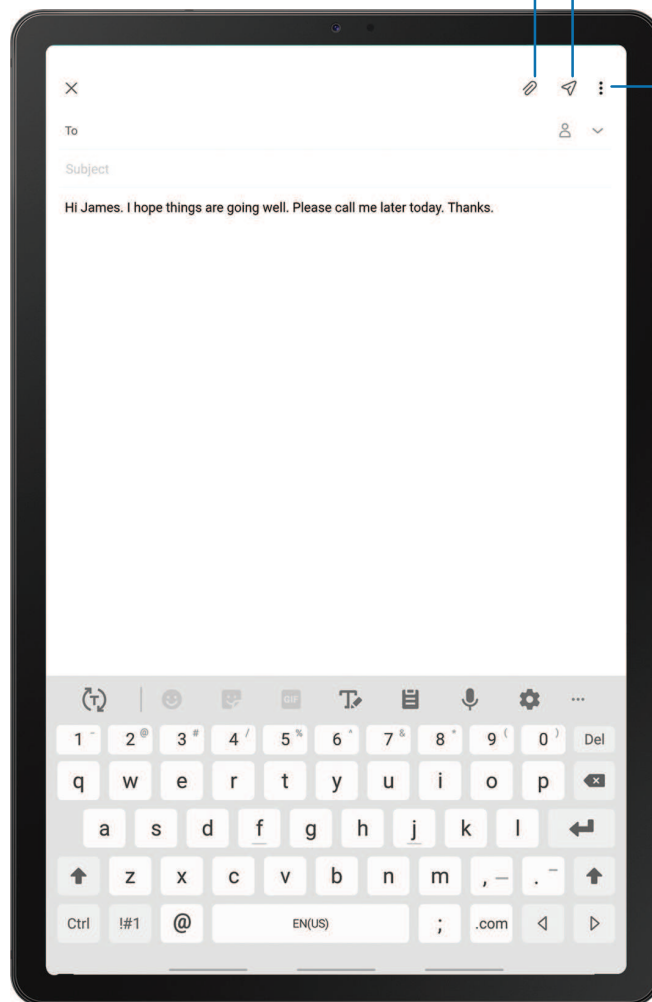 To
Subject
Hi James. I hope things are going well. Please call me later today. Thanks.
T GIF T
1 - 2 @ 3 # 4 / 5 % 6 ^ 7 & 8 * 9 ( 0 ) Del
q w e r t y u i o p
a s d f g h j k l
z x c v b n m , — . -
Ctrl !#1 @ EN(US) ; .com